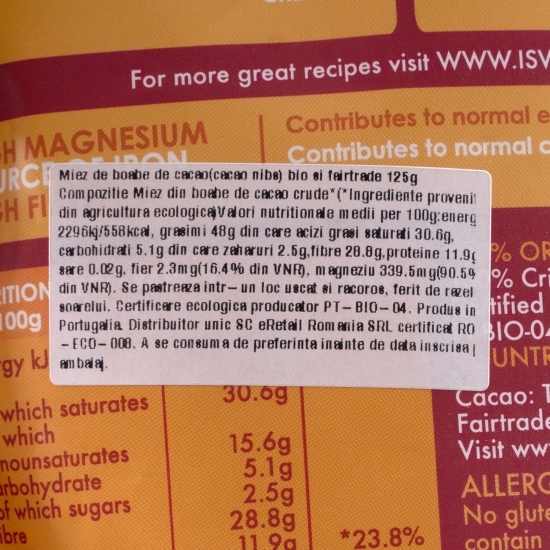 For more great recipes visit WWW.ISW
H MAGNESIUM
Contributes to normal e
Contributes to normal c
Miez de boabe de cacao(cacao nibs) bio si fairtrade 125g
Compozitie Miez din boabe de cacao crude*(*Ingrediente proveni
din agricultura ecologica)Valori nutritionale medii per 100g:energ
2296kj/558kcal, grasimi 48g din care acizi grasi saturati 30.6g,
carbohidrati 5.1g din care zaharuri 2.5g,fibre 28.8g,proteine 11.9g
sare 0.02g, fier 2.3mg(16.4% din VNR), magneziu 339.5mg(90.5%
din VNR). Se pastreaza intr-un loc uscat si racoros, ferit de razel
soarelui. Certificare ecologica producator PT-BIO-04. Produs in
Portugalia. Distribuitor unic SC eRetail Romania SRL certificat RO
-ECO-008. A se consuma de preferinta inainte de data inscrisa
ambalaj.
% OR
% Cri
tified
BIO-04
UNTR
ITION
100g
rgy kJ
which saturates 30.6g
which
nounsaturates 15.6g
arbohydrate 5.1g
of which sugars 2.5g
ibre 28.8g
11.9g *23.8%
Cacao: T
Fairtrade
Visit ww
ALLERG
No glute
contain